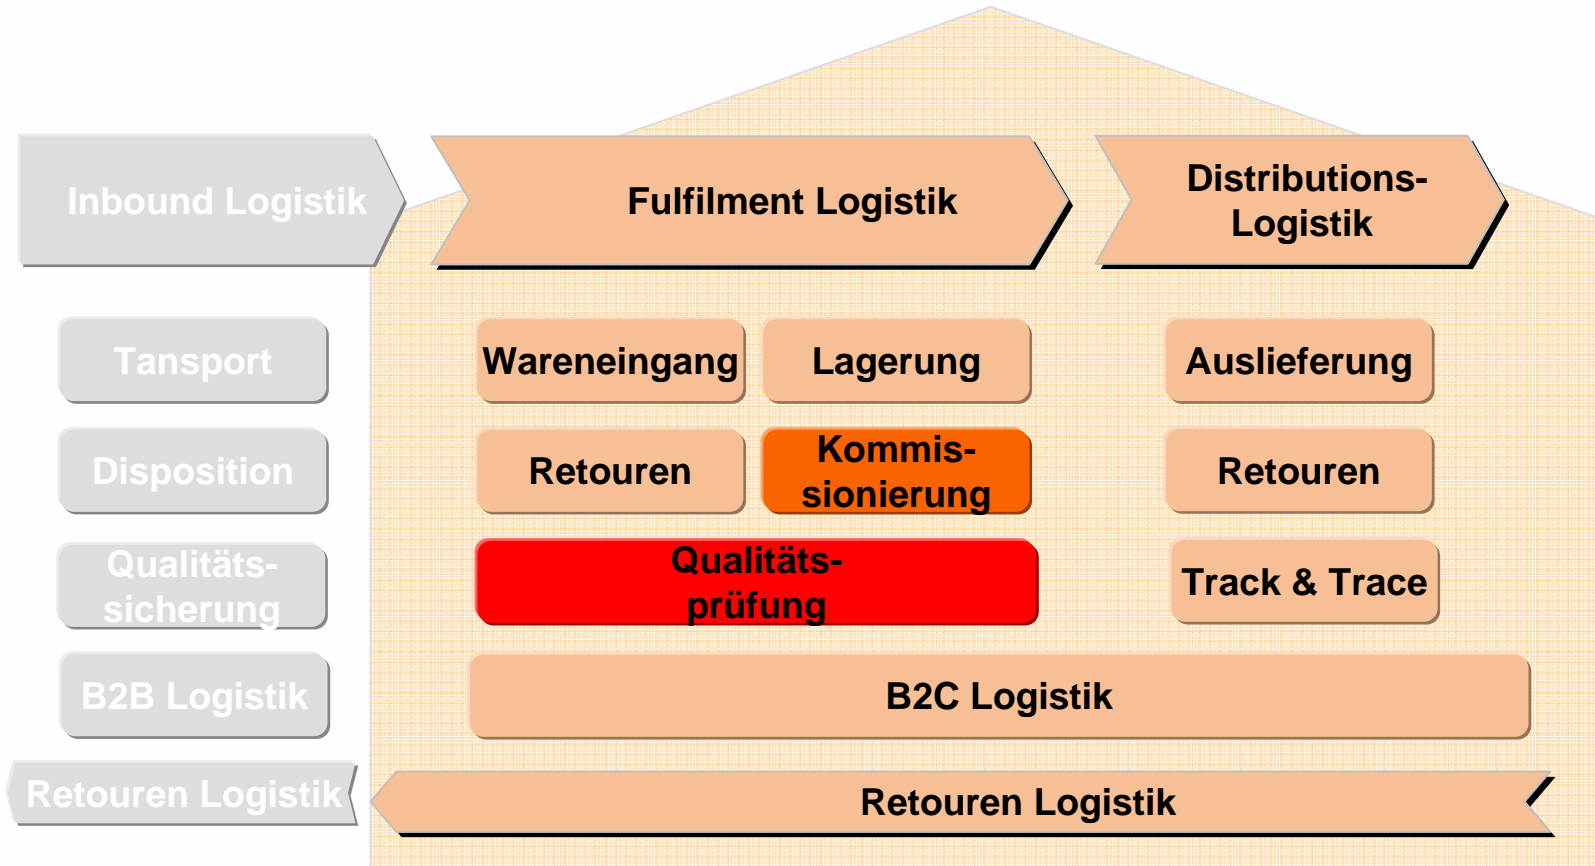 Inbound Logistik
Fulfilment Logistik
Distributions-
Logistik
Tansport
Wareneingang
Lagerung
Auslieferung
Disposition
Retouren
Kommis-
sionierung
Retouren
Qualitäts-
sicherung
Qualitäts-
prüfung
Track & Trace
B2B Logistik
B2C Logistik
Retouren Logistik
Retouren Logistik